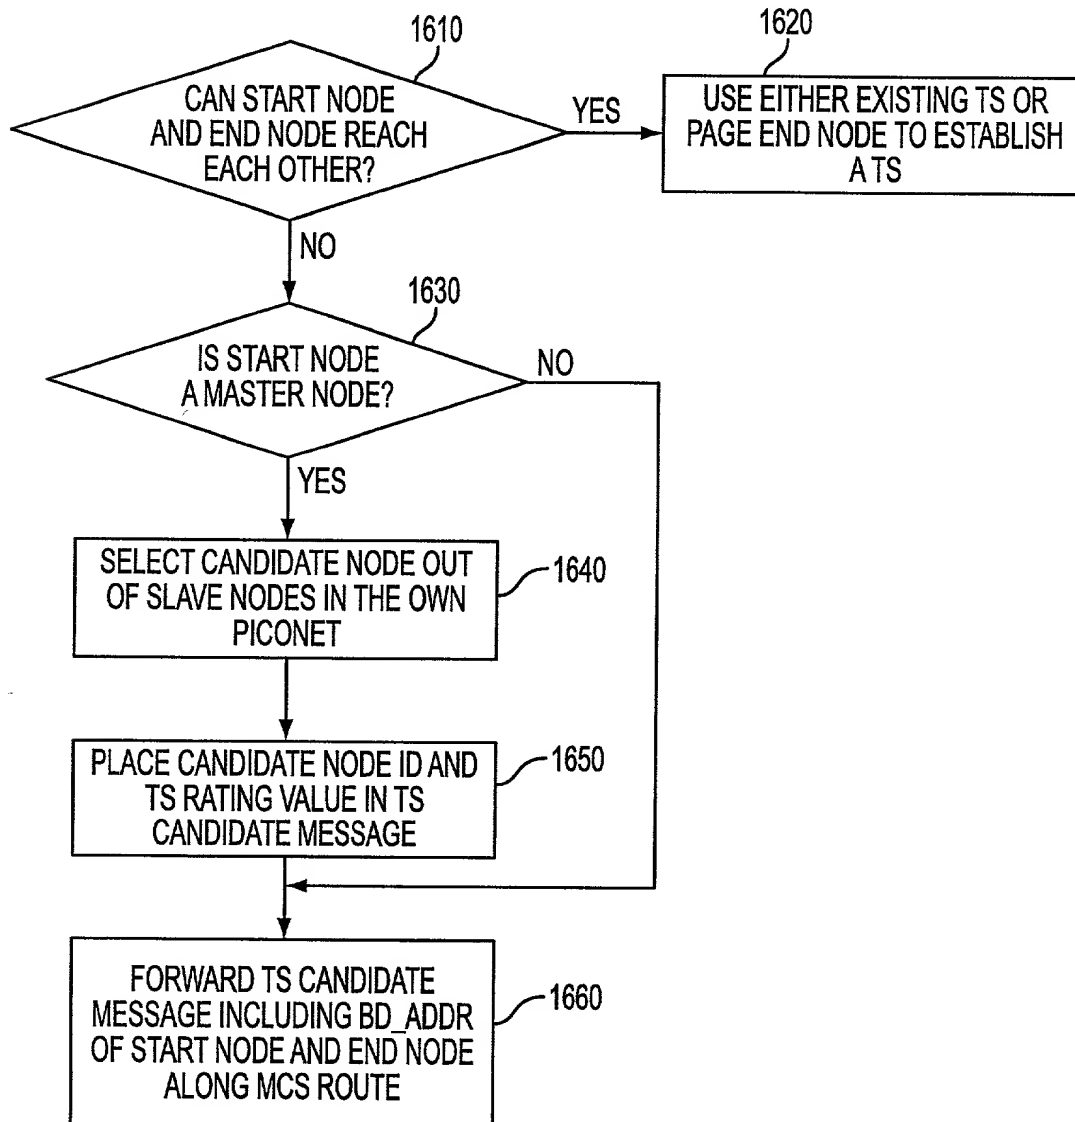 1610
CAN START NODE
AND END NODE REACH
EACH OTHER?
YES
1620
USE EITHER EXISTING TS OR
PAGE END NODE TO ESTABLISH
A TS
NO
1630
IS START NODE
A MASTER NODE?
NO
YES
SELECT CANDIDATE NODE OUT
OF SLAVE NODES IN THE OWN
PICONET
1640
PLACE CANDIDATE NODE ID AND
TS RATING VALUE IN TS
CANDIDATE MESSAGE
1650
FORWARD TS CANDIDATE
MESSAGE INCLUDING BD_ADDR
OF START NODE AND END NODE
ALONG MCS ROUTE
1660